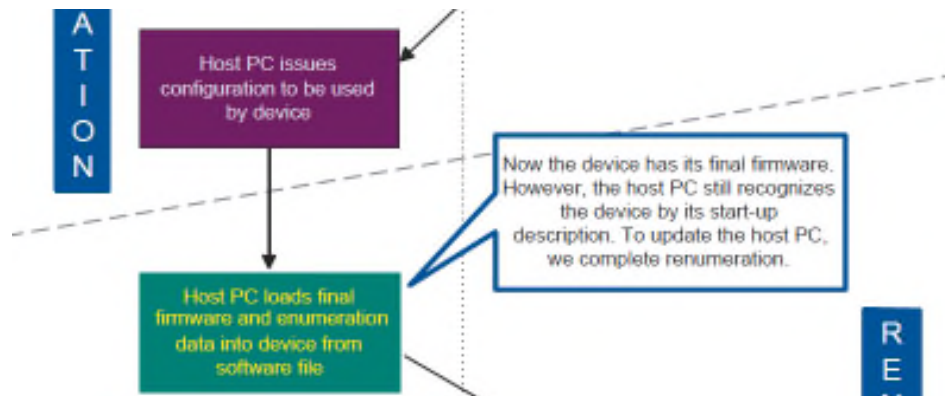 A
T
I
O
N
Host PC issues
configuration to be used
by device
Now the device has its final firmware.
However, the host PC still recognizes
the device by its start-up
description. To update the host PC,
we complete renumeration.
Host PC loads final
firmware and enumeration
data into device from
software file
R
E